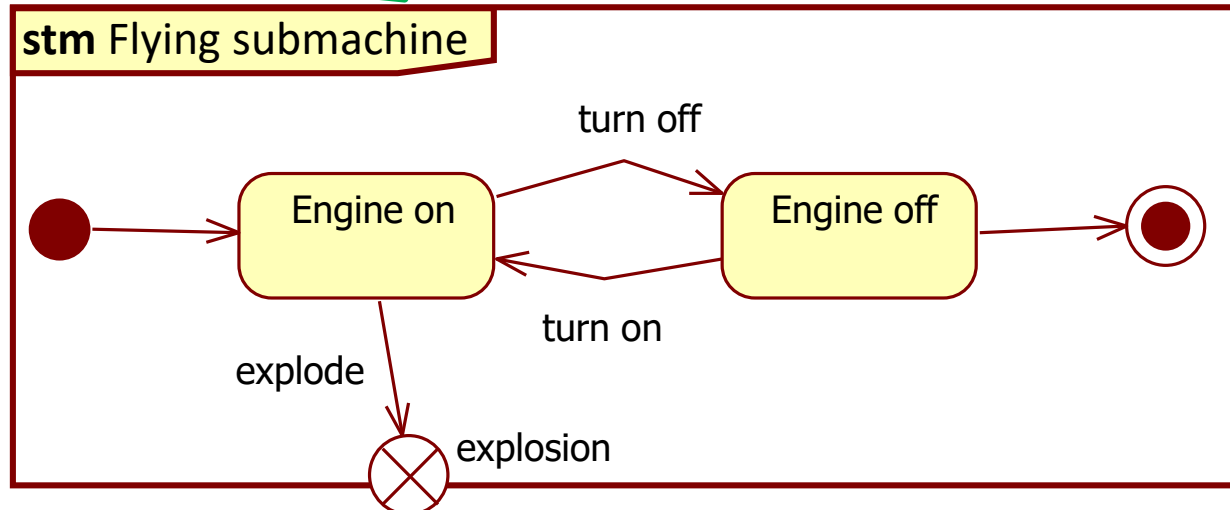 stm Flying submachine
turn off
Engine on
Engine off
turn on
explode
explosion